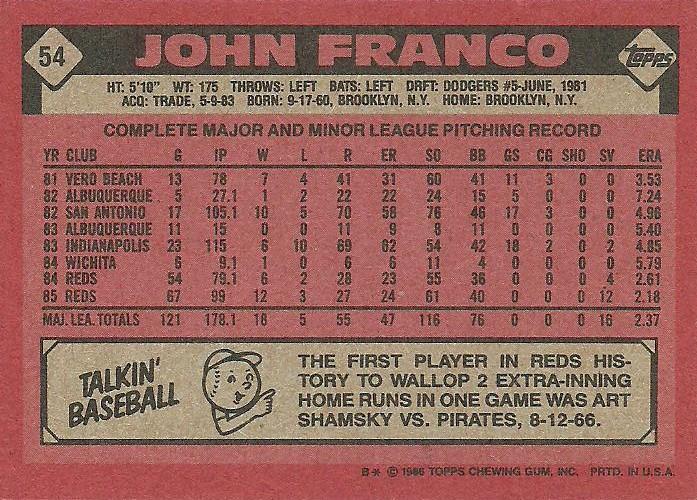 54 JOHN FRANCO topps
HT: 5'10" WT: 175 THROWS: LEFT BATS: LEFT DRFT: DODGERS #5-JUNE, 1981
ACQ: TRADE, 5-9-83 BORN: 9-17-60, BROOKLYN, N.Y. HOME: BROOKLYN, N.Y.
COMPLETE MAJOR AND MINOR LEAGUE PITCHING RECORD
YR CLUB G IP W L R ER SO BB GS CG SHO SV ERA
81 VERO BEACH 13 78 7 4 41 31 60 41 11 3 0 0 3.53
82 ALBUQUERQUE 5 27.1 1 2 22 22 24 15 5 0 0 0 7.24
82 SAN ANTONIO 17 105.1 10 5 70 58 76 46 17 3 0 0 4.96
83 ALBUQUERQUE 11 15 0 0 11 9 8 11 0 0 0 0 5.40
83 INDIANAPOLIS 23 115 6 10 69 62 54 42 18 2 0 2 4.85
84 WICHITA 6 9.1 1 0 6 6 11 4 0 0 0 0 5.79
84 REDS 54 79.1 6 2 28 23 55 36 0 0 0 4 2.61
85 REDS 67 99 12 3 27 24 61 40 0 0 0 12 2.18
MAJ. LEA. TOTALS 121 178.1 18 5 55 47 116 76 0 0 0 16 2.37
TALKIN'
BASEBALL
THE FIRST PLAYER IN REDS HIS-
TORY TO WALLOP 2 EXTRA-INNING
HOME RUNS IN ONE GAME WAS ART
SHAMSKY VS. PIRATES, 8-12-66.
B* © 1986 TOPPS CHEWING GUM, INC. PRTD. IN U.S.A.